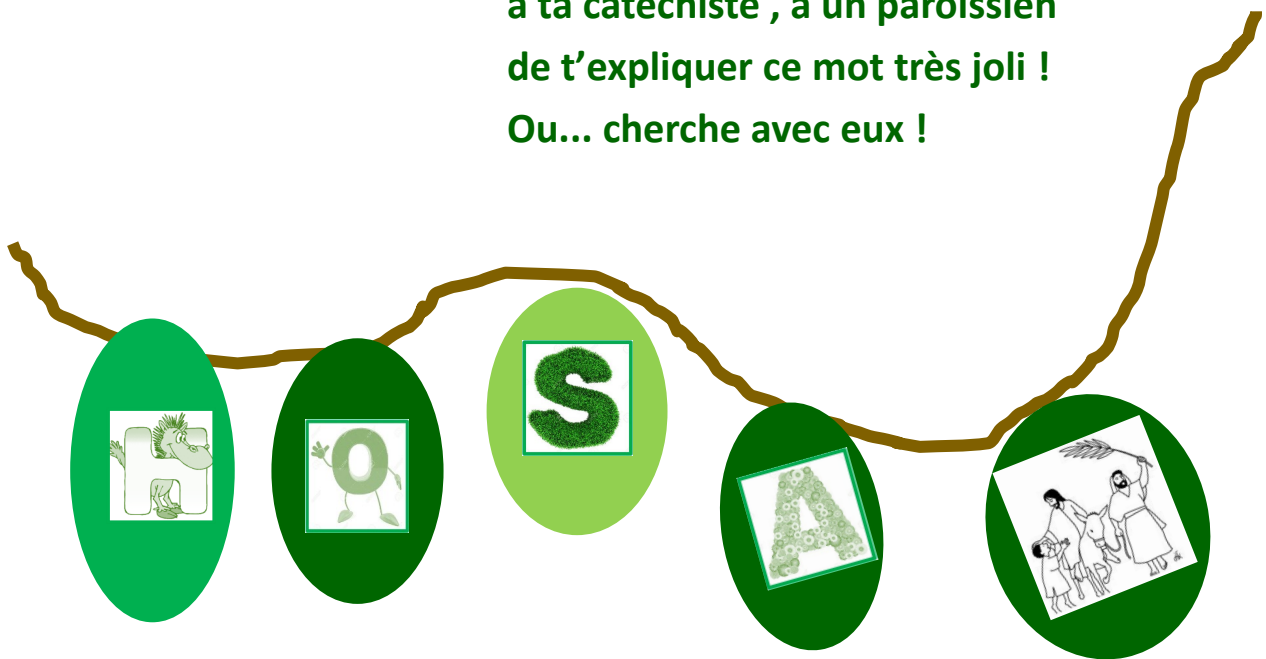 à ta catéchiste , à un paroissien
de t'expliquer ce mot très joli !
Ou... cherche avec eux !
H O S A